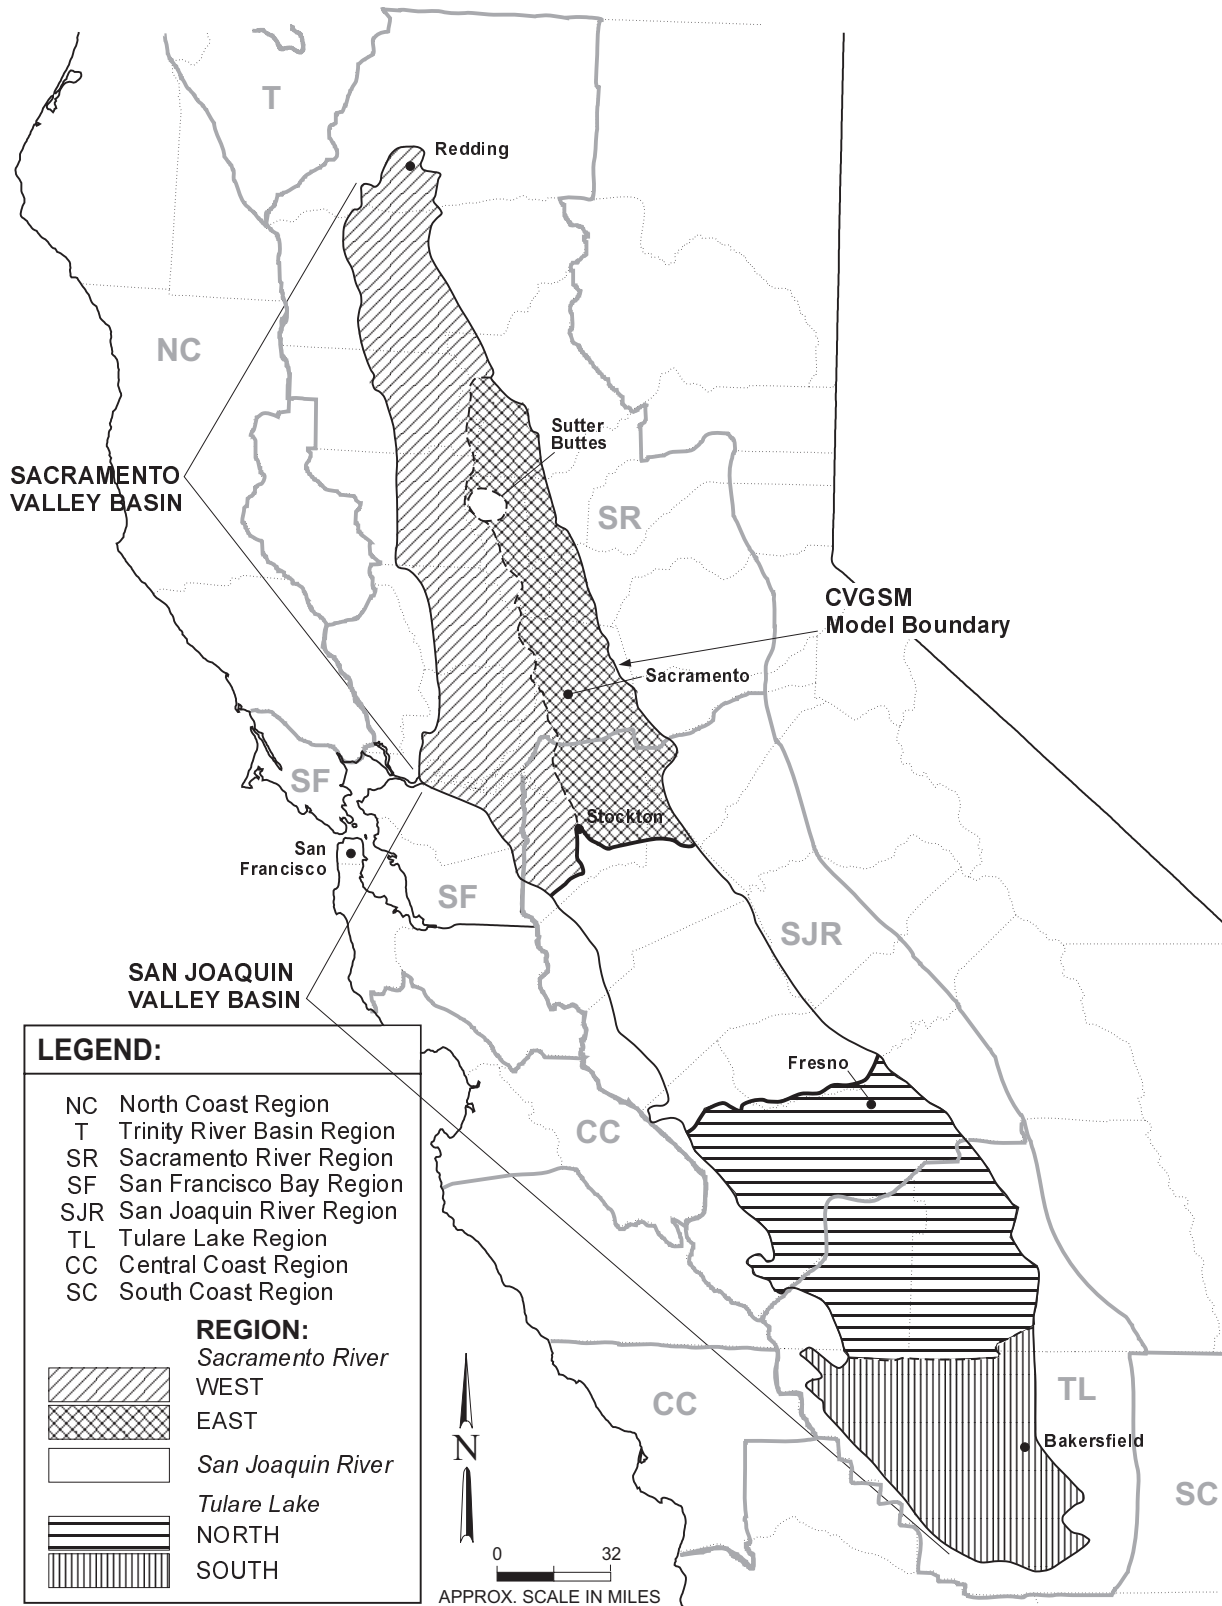 T
Redding
NC
Sutter
Buttes
SACRAMENTO
VALLEY BASIN
SR
CVGSM
Model Boundary
Sacramento
SF
Stockton
San
Francisco
SF
SJR
SAN JOAQUIN
VALLEY BASIN
Fresno
CC
LEGEND:
NC North Coast Region
T Trinity River Basin Region
SR Sacramento River Region
SF San Francisco Bay Region
SJR San Joaquin River Region
TL Tulare Lake Region
CC Central Coast Region
SC South Coast Region
REGION:
Sacramento River
WEST
EAST
San Joaquin River
Tulare Lake
NORTH
SOUTH
CC
TL
Bakersfield
SC
N
0 32
APPROX. SCALE IN MILES